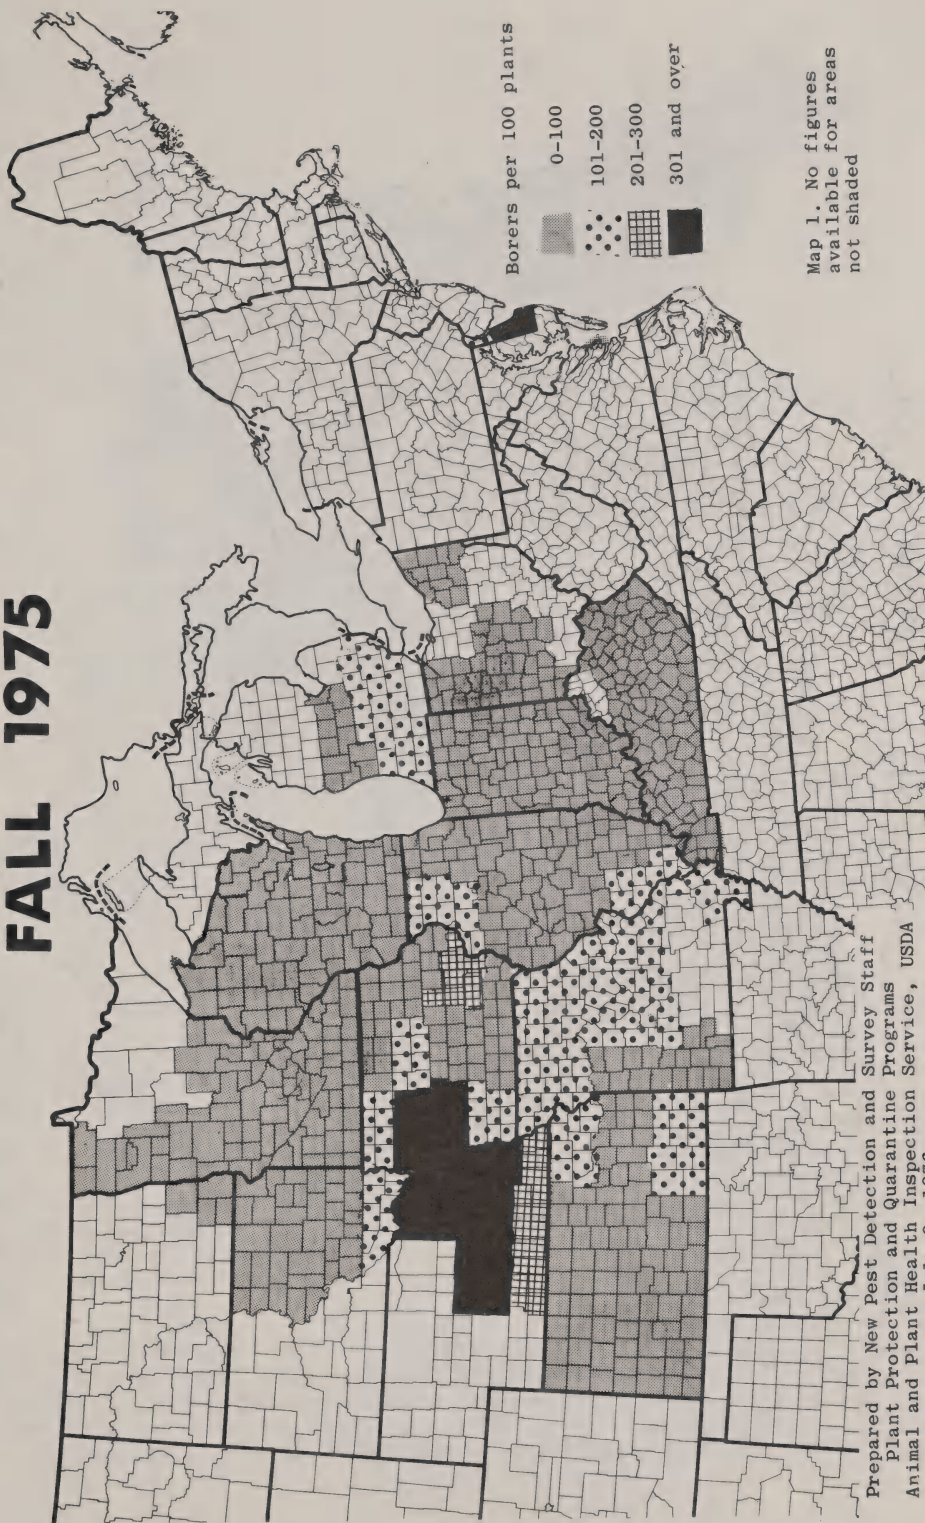 FALL 1975
Borers per 100 plants
0-100
101-200
201-300
301 and over
Map 1. No figures
available for areas
not shaded
Prepared by New Pest Detection and Survey Staff
Plant Protection and Quarantine Programs
Animal and Plant Health Inspection Service, USDA